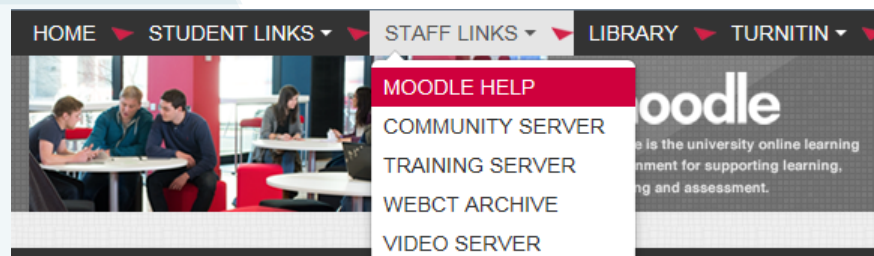 HOME STUDENT LINKS STAFF LINKS LIBRARY TURNITIN
MOODLE HELP
COMMUNITY SERVER
TRAINING SERVER
WEBCT ARCHIVE
VIDEO SERVER
oodle
e is the university online learning
nment for supporting learning,
ng and assessment.